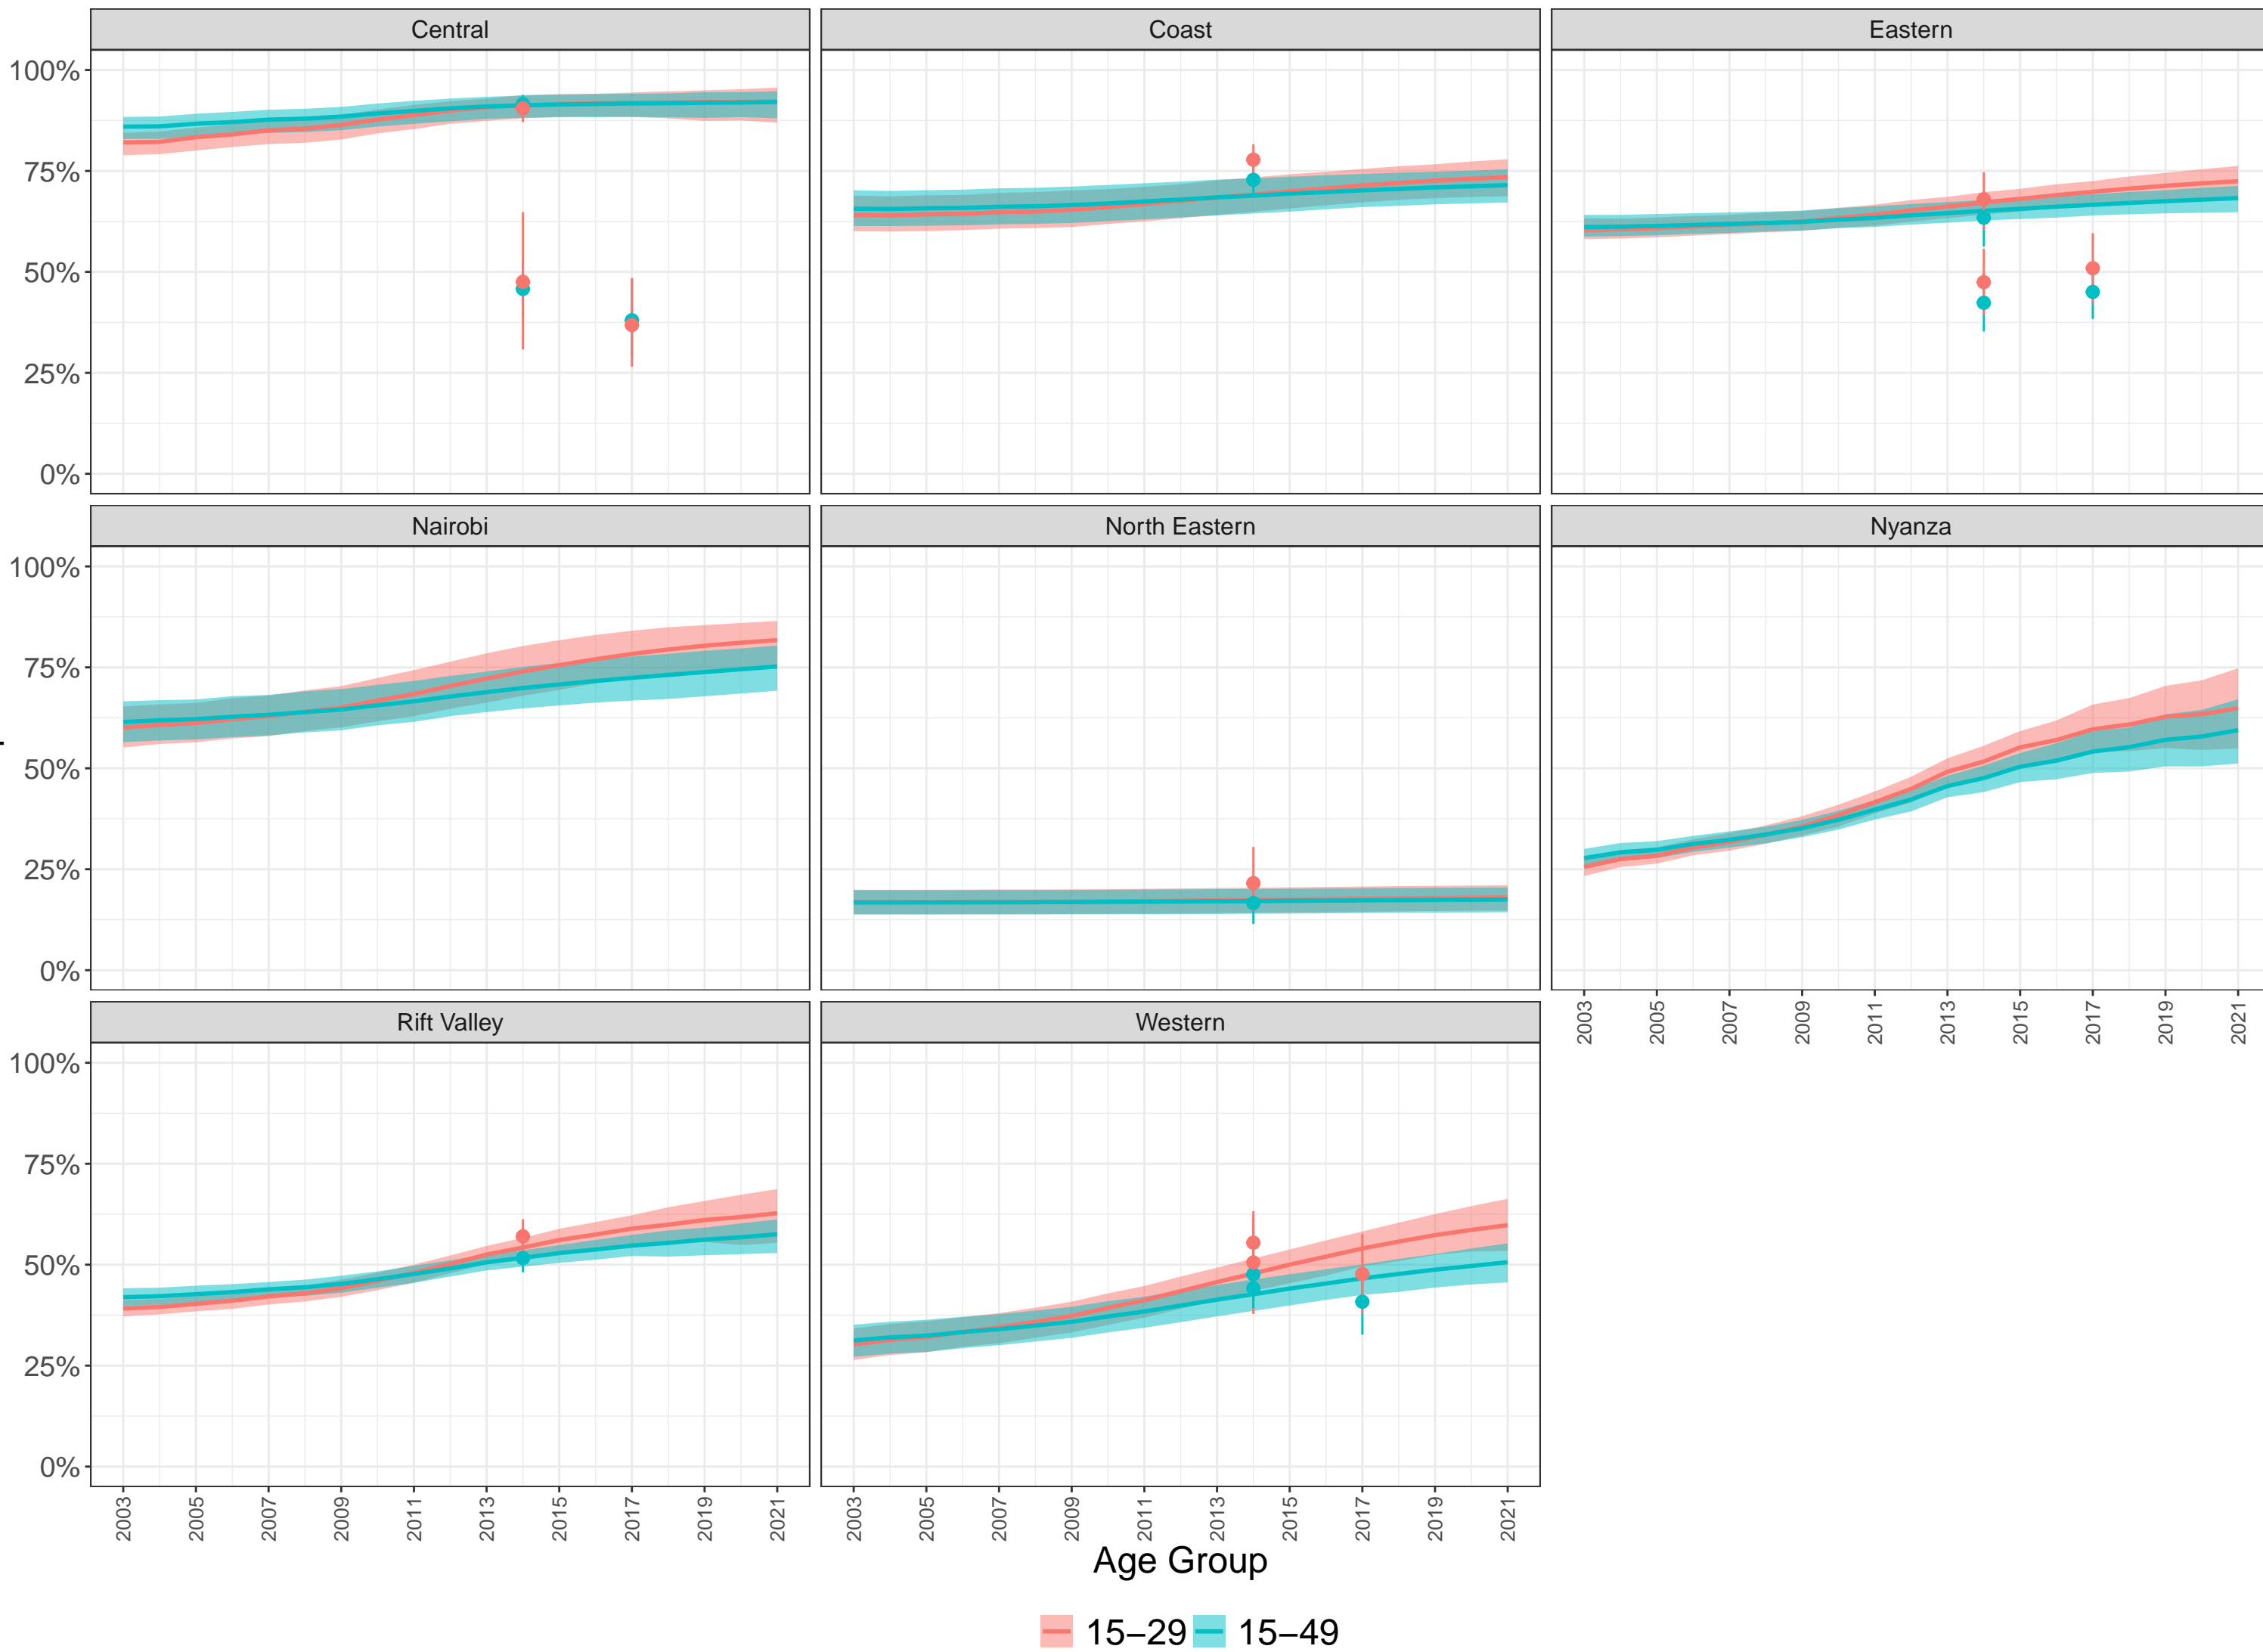 Central Coast Eastern
100%
75%
50%
25%
0%
Nairobi North Eastern Nyanza
100%
75%
50%
25%
0%
2003 2005 2007 2009 2011 2013 2015 2017 2019 2021
Rift Valley Western
100%
75%
50%
25%
0%
2003 2005 2007 2009 2011 2013 2015 2017 2019 2021 2003 2005 2007 2009 2011 2013 2015 2017 2019 2021
Age Group
15−29 15−49